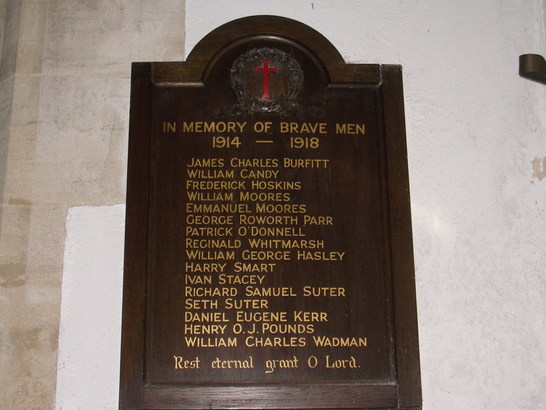 IN MEMORY OF BRAVE MEN
1914 — 1918
JAMES CHARLES BURFITT
WILLIAM CANDY
FREDERICK HOSKINS
WILLIAM MOORES
EMMANUEL MOORES
GEORGE ROWORTH PARR
PATRICK O'DONNELL
REGINALD WHITMARSH
WILLIAM GEORGE HASLEY
HARRY SMART
IVAN STACEY
RICHARD SAMUEL SUTER
SETH SUTER
DANIEL EUGENE KERR
HENRY O.J. POUNDS
WILLIAM CHARLES WADMAN
Rest eternal grant O Lord.